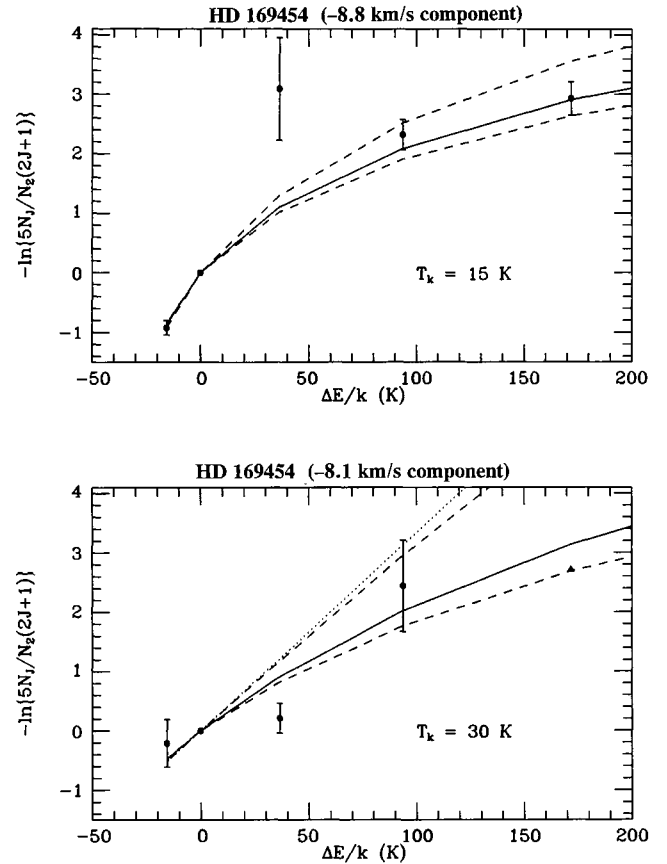 HD 169454 (–8.8 km/s component)
4
3
2
1
0
-1
-ln{5N_J/N_2(2J+1)}
T_k = 15 K
-50 0 50 100 150 200
ΔE/k (K)
HD 169454 (–8.1 km/s component)
4
3
2
1
0
-1
-ln{5N_J/N_2(2J+1)}
T_k = 30 K
-50 0 50 100 150 200
ΔE/k (K)